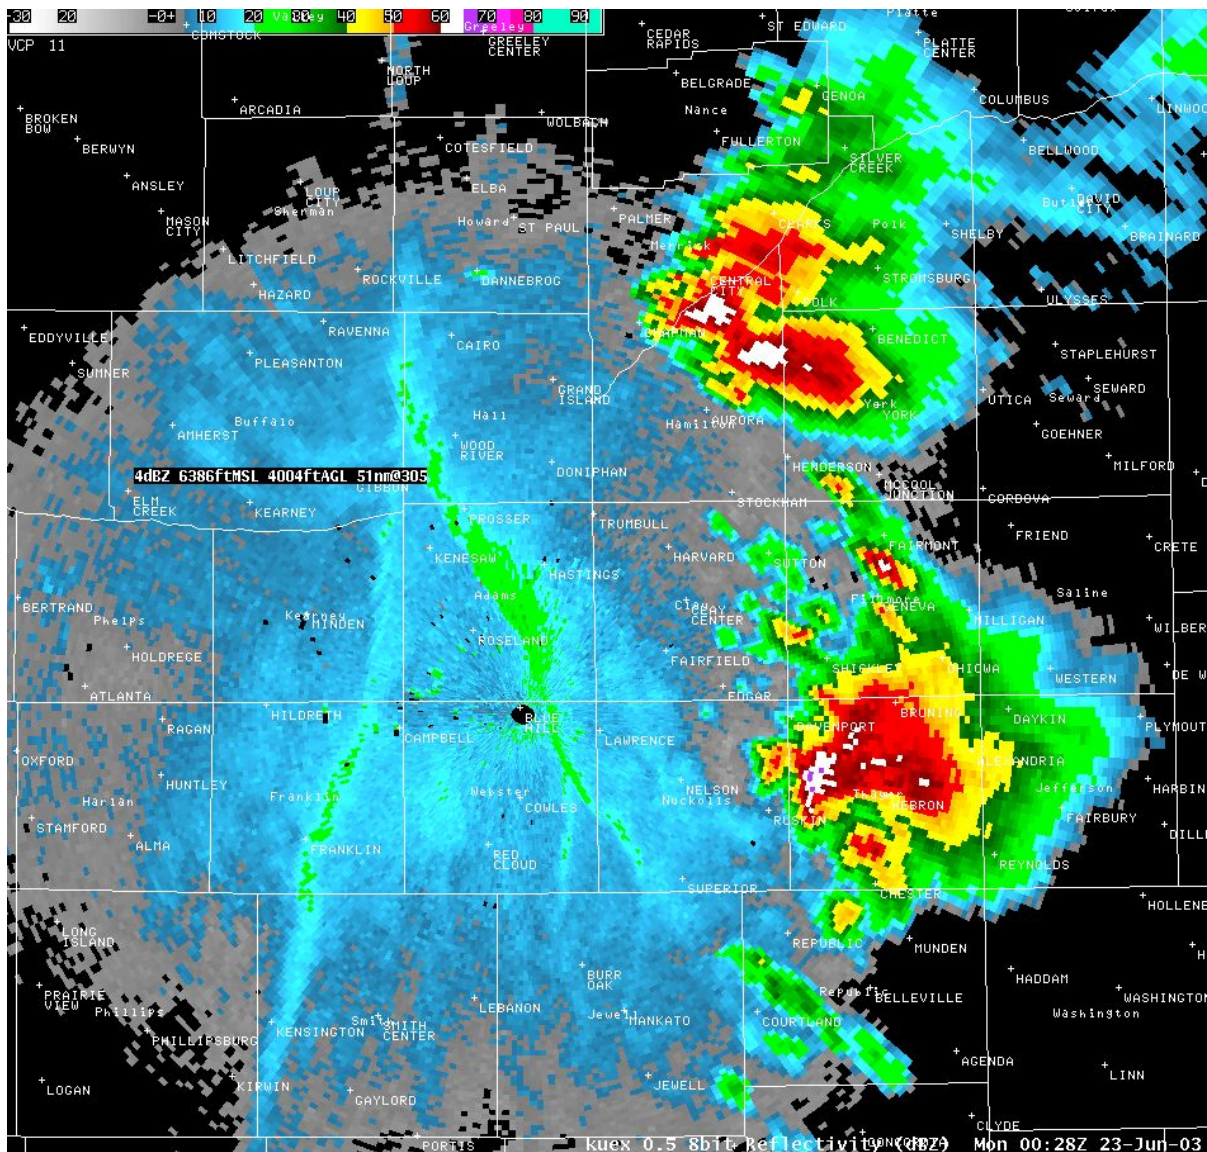 -30 20 -0+ 10 20 30 40 50 60 70 80 90
Valley Greeley Platte
VCP 11
COMSTOCK
GREELEY
CENTER
CEDAR
RAPIDS
ST EDWARD
PLATTE
CENTER
NORTH
LOUP
BELGRADE
GENOA
COLUMBUS
LINWOO
ARCADIA
BROKEN
BOW
BERWYN
WOLBACH
Nance
FULLERTON
COTESFIELD
SILVER
CREEK
BELLWOOD
ANSLEY
LOUP
CITY
Sherman
ELBA
MASON
CITY
Howard
ST PAUL
PALMER
CLARKS
Polk
SHELBY
Butler
DAVID
CITY
BRAINARD
LITCHFIELD
ROCKVILLE
DANNEBROG
Merrick
CENTRAL
CITY
STROMSBURG
HAZARD
POLK
ULYSSES
EDDYVILLE
RAVENNA
CAIRO
CHAPMAN
BENEDICT
STAPLEHURST
SUMNER
PLEASANTON
GRAND
ISLAND
SEWARD
Seward
UTICA
York
YORK
AMHERST
Buffalo
Hall
AURORA
Hamilton
GOEHNER
WOOD
RIVER
DONIPHAN
HENDERSON
MILFORD
4dBZ 6386ftMSL 4004ftAGL 51nm@305
GIBBON
MCCOOL
JUNCTION
ELM
CREEK
KEARNEY
STOCKHAM
CORDOVA
PROSSER
TRUMBULL
FRIEND
KENESAW
HARVARD
SUTTON
FAIRMONT
CRETE
HASTINGS
BERTRAND
Phelps
Kearney
MINDEN
Adams
Clay
CLAY
CENTER
Fillmore
GENEVA
Saline
MILLIGAN
WILBER
ROSELAND
HOLDREGE
FAIRFIELD
SHICKLEY
OHIOWA
WESTERN
DE W
ATLANTA
EDGAR
HILDRETH
BLUE
HILL
BRUNING
DAYKIN
PLYMOUT
RAGAN
CAMPBELL
LAWRENCE
DAVENPORT
OXFORD
ALEXANDRIA
HUNTLEY
Harlan
Franklin
Webster
COWLES
NELSON
Nuckolls
Thayer
HEBRON
Jefferson
HARBIN
STAMFORD
RUSKIN
FAIRBURY
DILLE
ALMA
FRANKLIN
RED
CLOUD
REYNOLDS
SUPERIOR
CHESTER
HOLLENE
LONG
ISLAND
REPUBLIC
MUNDEN
H
BURR
OAK
HADDAM
PRAIRIE
VIEW
Phillips
LEBANON
Republic
BELLEVILLE
WASHINGTON
Washington
KENSINGTON
Smith
SMITH
CENTER
Jewell
MANKATO
COURTLAND
PHILLIPSBURG
AGENDA
LINN
LOGAN
KIRWIN
GAYLORD
JEWELL
CLYDE
PORTIS
CONCORDIA
kuex 0.5 8bit Reflectivity (dBZ) Mon 00:28Z 23-Jun-03